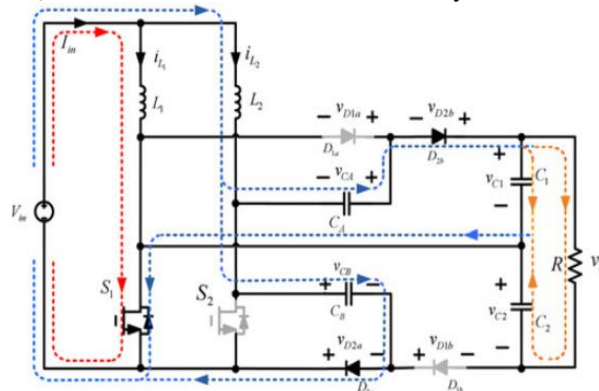 I_in
i_L1
i_L2
L_1
L_2
− v_D1a + − v_D2b +
D_1a
D_2b
− v_CA +
C_A
+
v_C1
C_1
−
V_in
R
v
S_1
S_2
v_CB
+ −
C_B
+
v_C2
C_2
−
+ v_D2a − + v_D1b −
D_1b